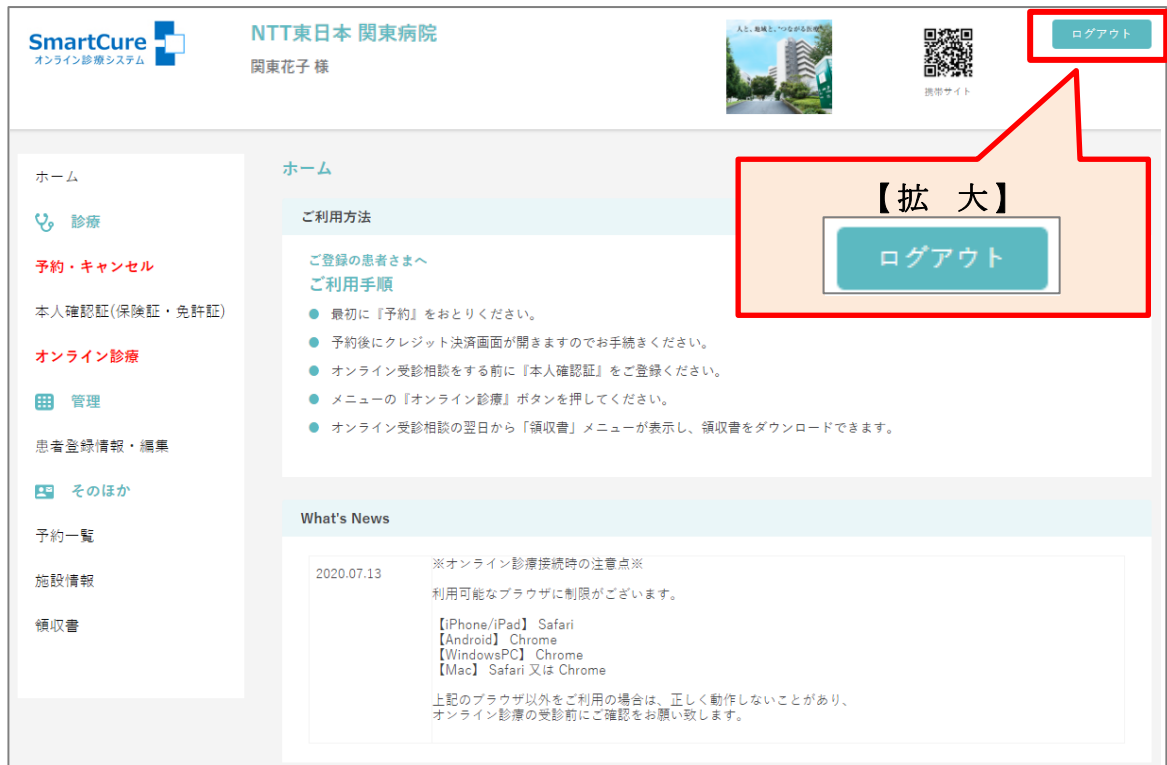 SmartCure
オンライン診療システム
NTT東日本 関東病院
関東花子 様
人と、地域と、つながる医療
携帯サイト
ログアウト
【拡 大】
ログアウト
ホーム
診療
予約・キャンセル
本人確認証(保険証・免許証)
オンライン診療
管理
患者登録情報・編集
そのほか
予約一覧
施設情報
領収書
ホーム
ご利用方法
ご登録の患者さまへ
ご利用手順
● 最初に『予約』をおとりください。
● 予約後にクレジット決済画面が開きますのでお手続きください。
● オンライン受診相談をする前に『本人確認証』をご登録ください。
● メニューの『オンライン診療』ボタンを押してください。
● オンライン受診相談の翌日から「領収書」メニューが表示し、領収書をダウンロードできます。
What's News
2020.07.13
※オンライン診療接続時の注意点※
利用可能なブラウザに制限がございます。
【iPhone/iPad】 Safari
【Android】 Chrome
【WindowsPC】 Chrome
【Mac】 Safari 又は Chrome
上記のブラウザ以外をご利用の場合は、正しく動作しないことがあり、
オンライン診療の受診前にご確認をお願い致します。